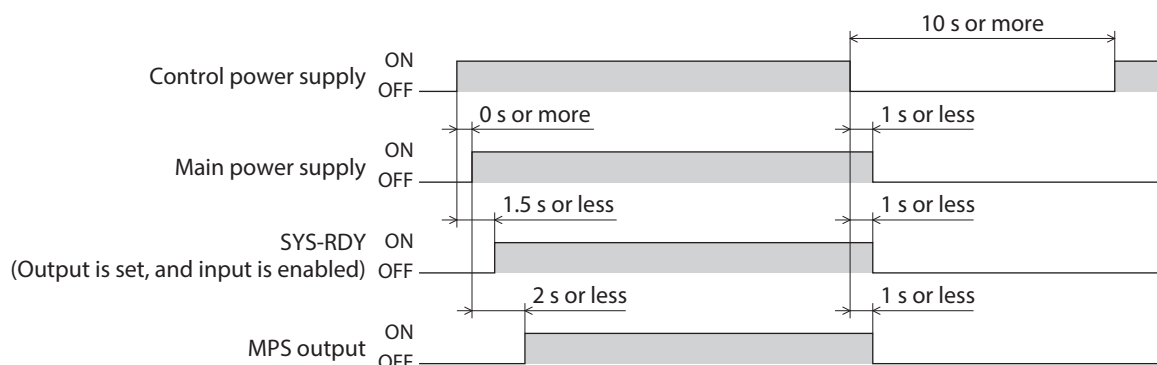 10 s or more
ON
Control power supply
OFF
0 s or more
1 s or less
ON
Main power supply
OFF
1.5 s or less
1 s or less
SYS-RDY
ON
(Output is set, and input is enabled)
OFF
2 s or less
1 s or less
ON
MPS output
OFF